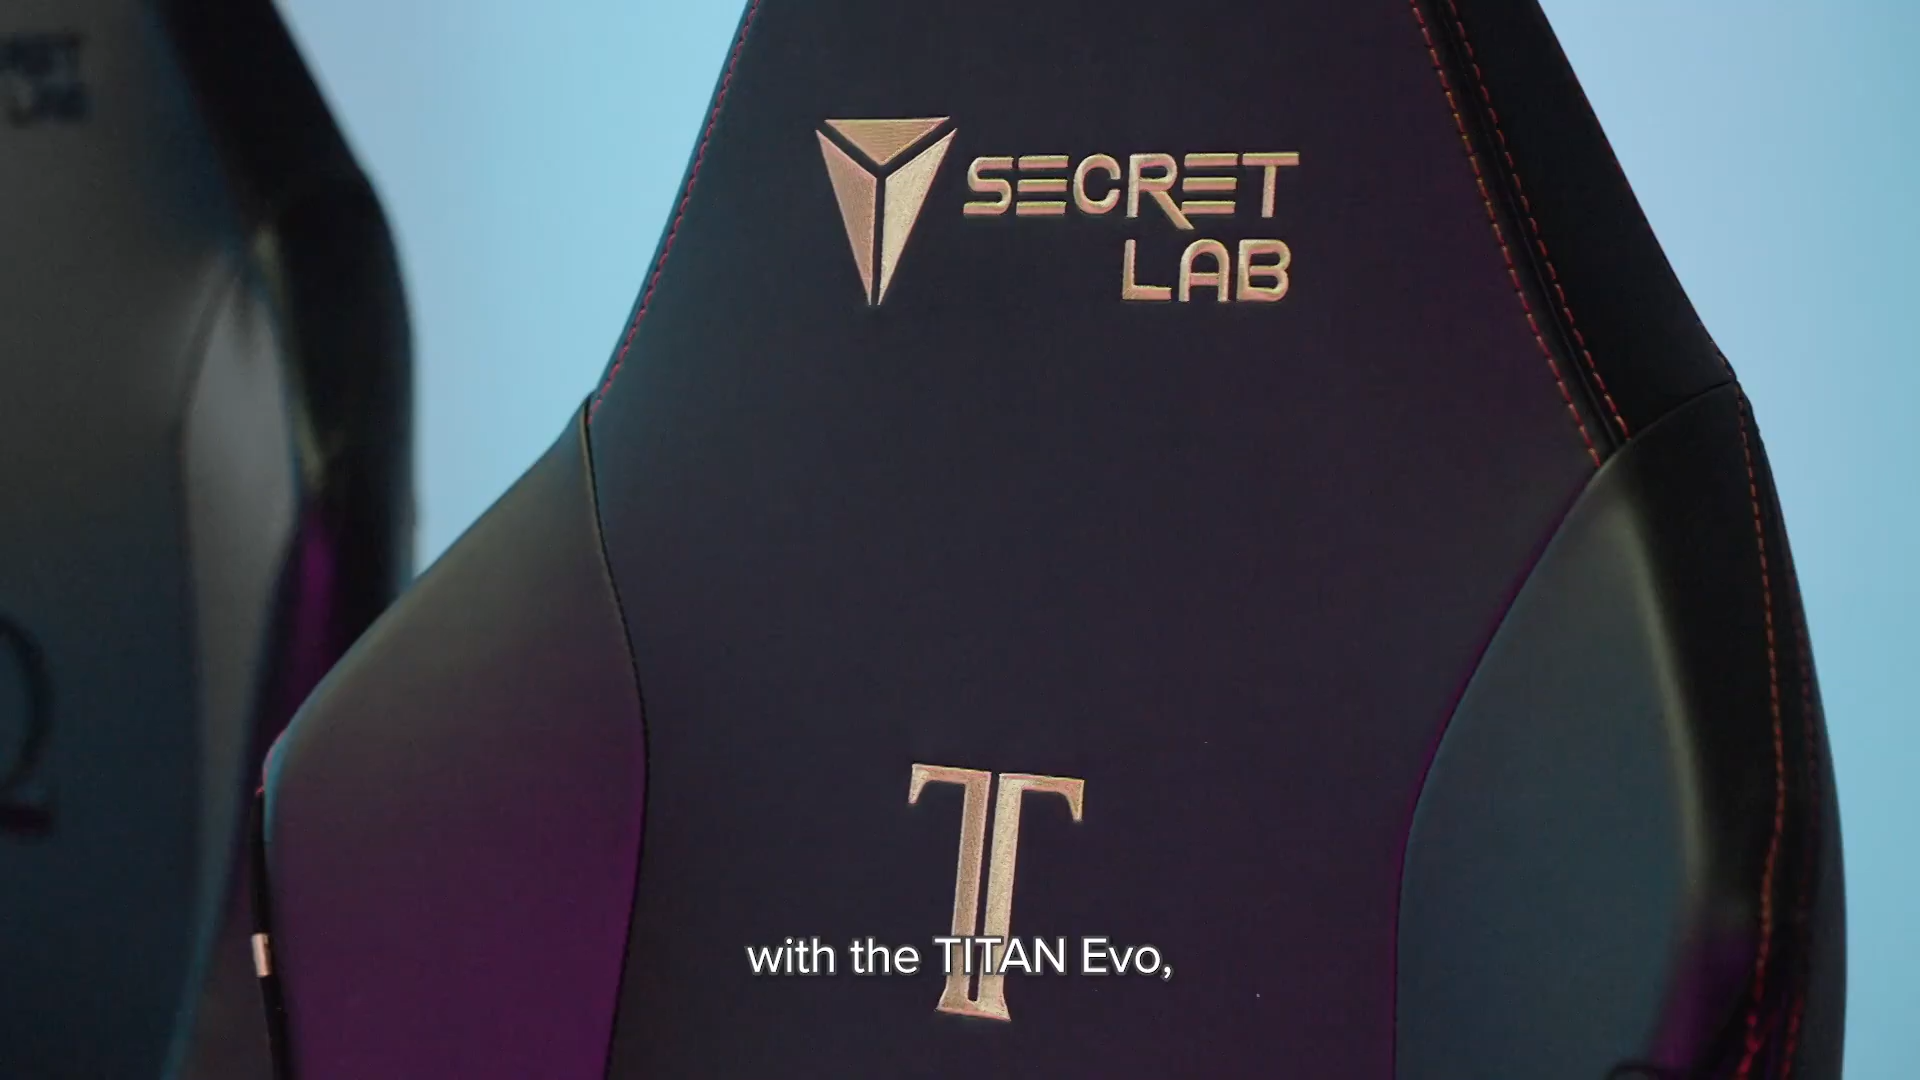 SECRET
LAB
T
with the TITAN Evo,